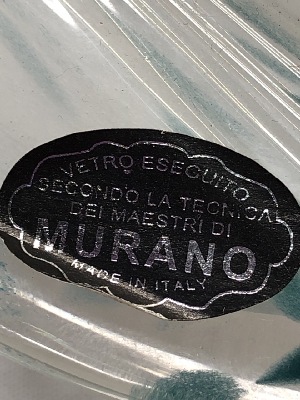 VETRO ESEGUITO
SECONDO LA TECNICA
DEI MAESTRI DI
MURANO
MADE IN ITALY